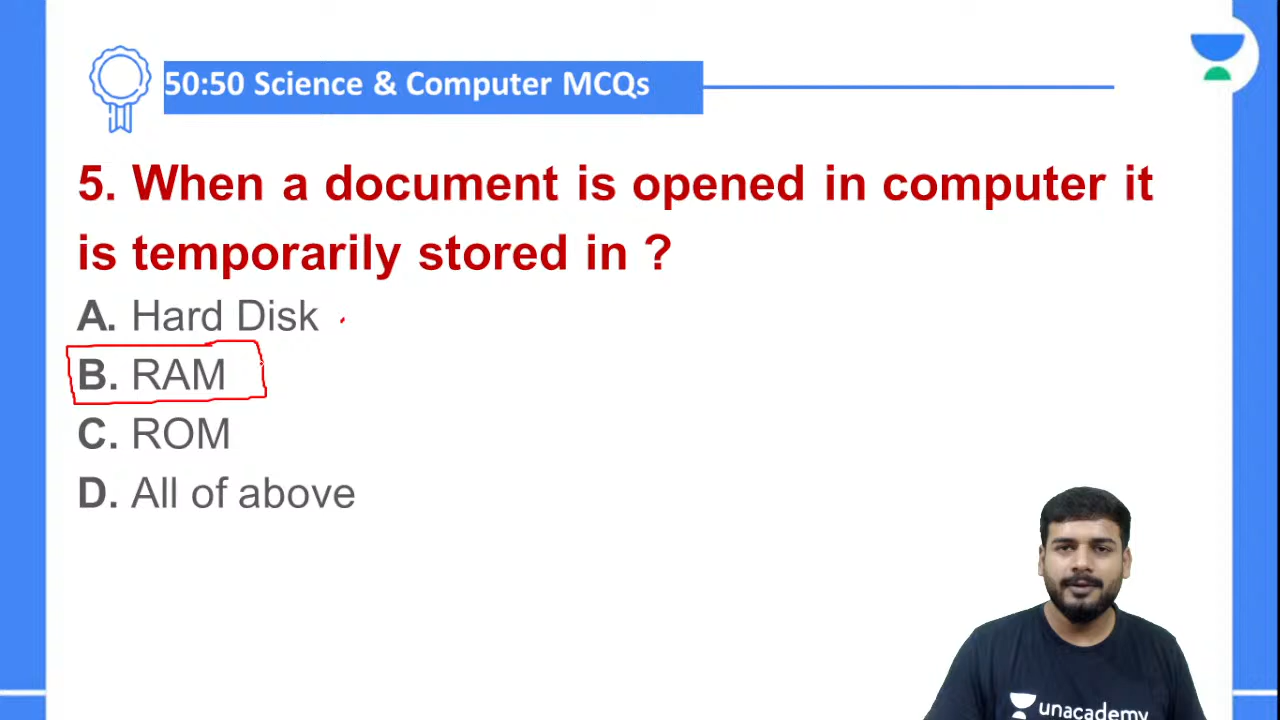 50:50 Science & Computer MCQs
5. When a document is opened in computer it
is temporarily stored in ?
A. Hard Disk
B. RAM
C. ROM
D. All of above
unacademy